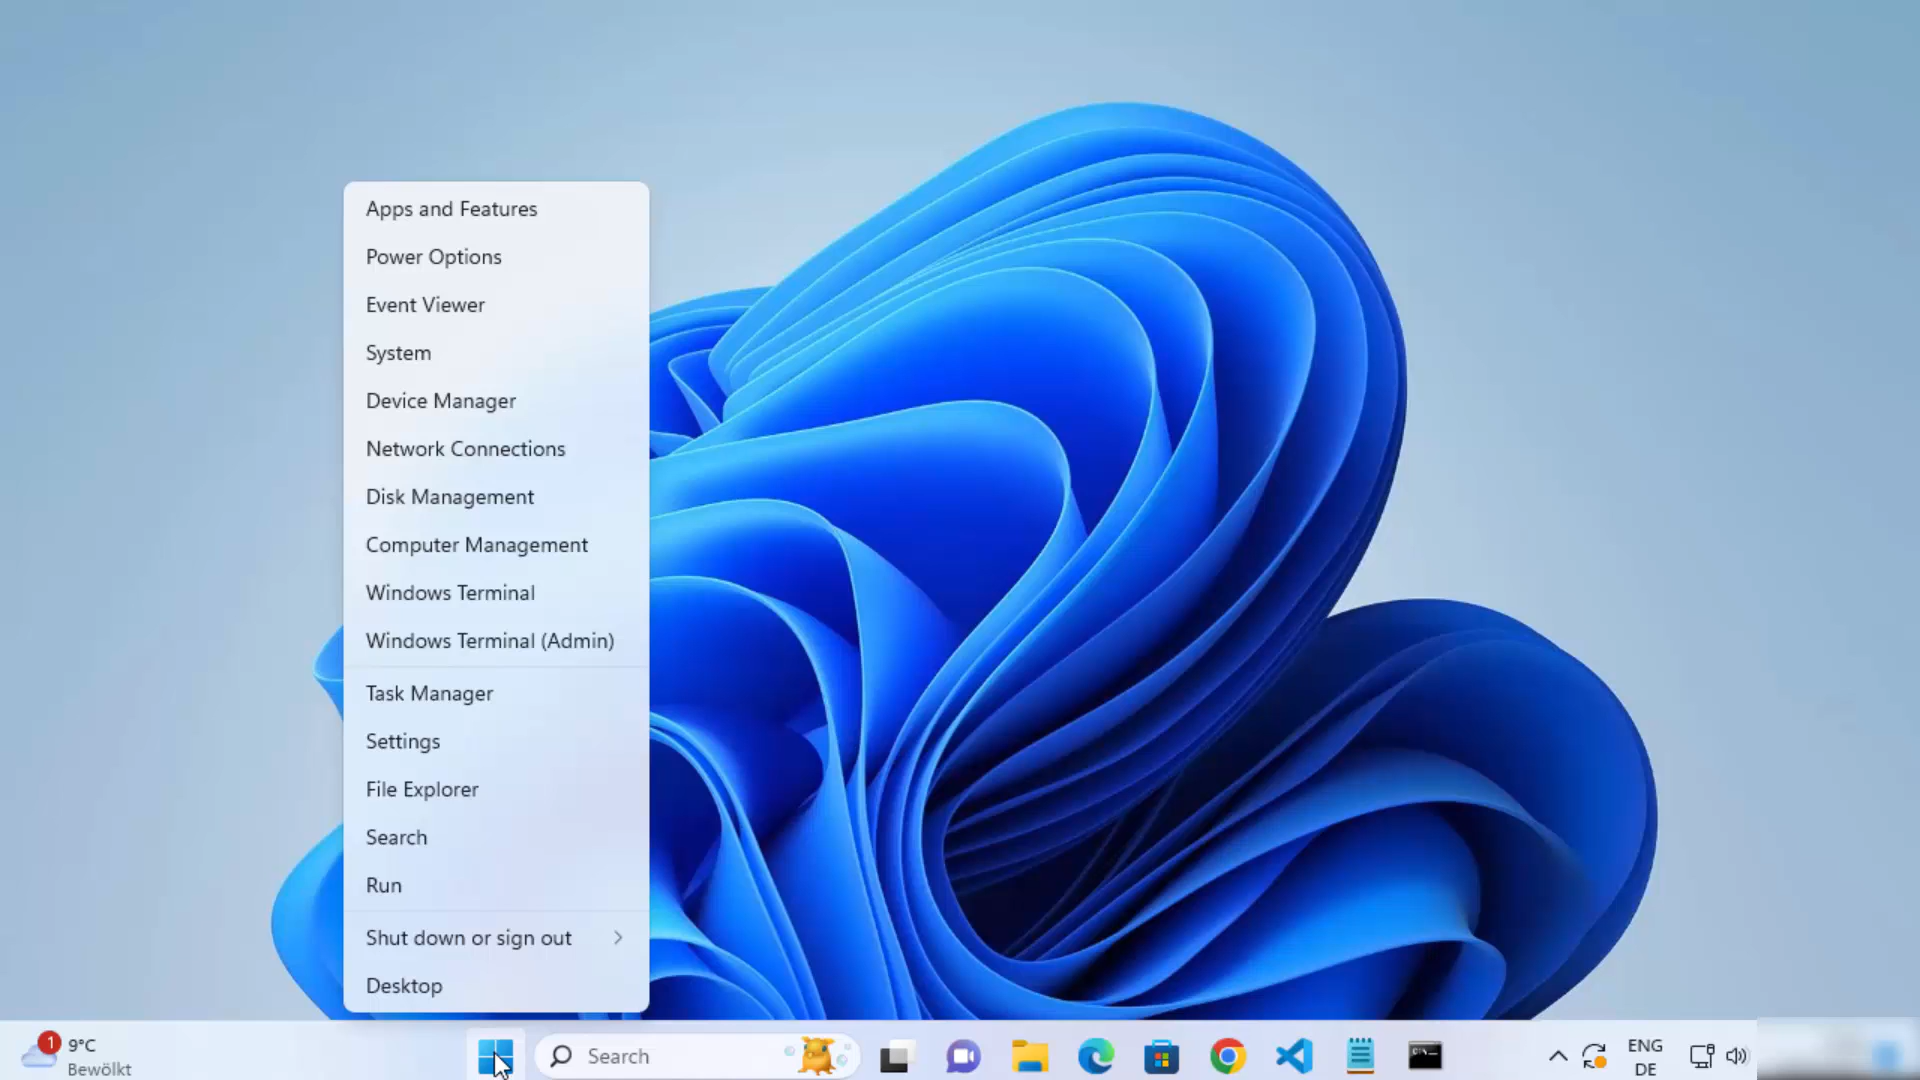 Apps and Features
Power Options
Event Viewer
System
Device Manager
Network Connections
Disk Management
Computer Management
Windows Terminal
Windows Terminal (Admin)
Task Manager
Settings
File Explorer
Search
Run
Shut down or sign out
Desktop
1
9°C
Bewölkt
Search
ENG
DE